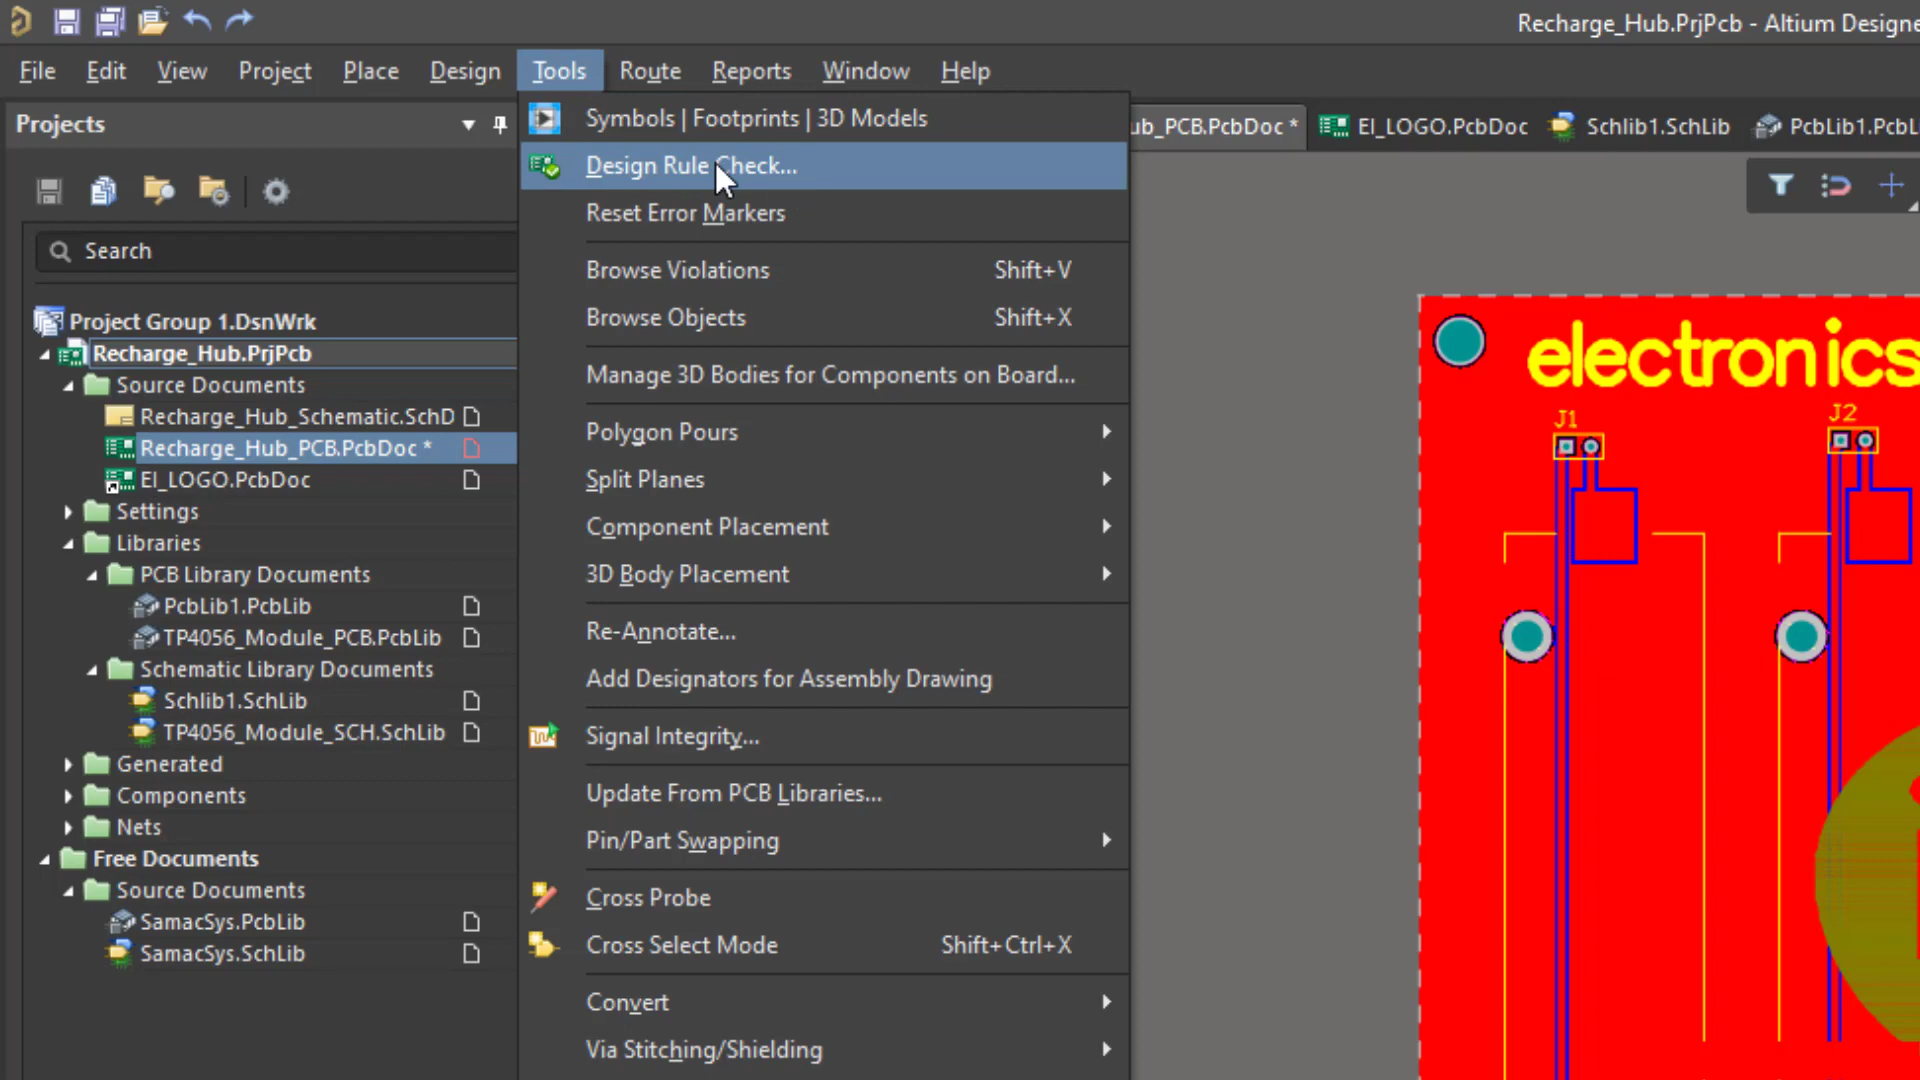 Recharge_Hub.PrjPcb - Altium Designe
File Edit View Project Place Design Tools Route Reports Window Help
Projects
Search
Project Group 1.DsnWrk
Recharge_Hub.PrjPcb
Source Documents
Recharge_Hub_Schematic.SchD
Recharge_Hub_PCB.PcbDoc *
EI_LOGO.PcbDoc
Settings
Libraries
PCB Library Documents
PcbLib1.PcbLib
TP4056_Module_PCB.PcbLib
Schematic Library Documents
Schlib1.SchLib
TP4056_Module_SCH.SchLib
Generated
Components
Nets
Free Documents
Source Documents
SamacSys.PcbLib
SamacSys.SchLib
Symbols | Footprints | 3D Models
Design Rule Check...
Reset Error Markers
Browse Violations Shift+V
Browse Objects Shift+X
Manage 3D Bodies for Components on Board...
Polygon Pours
Split Planes
Component Placement
3D Body Placement
Re-Annotate...
Add Designators for Assembly Drawing
Signal Integrity...
Update From PCB Libraries...
Pin/Part Swapping
Cross Probe
Cross Select Mode Shift+Ctrl+X
Convert
Via Stitching/Shielding
ub_PCB.PcbDoc * EI_LOGO.PcbDoc Schlib1.SchLib PcbLib1.PcbL
electronics
J1 J2